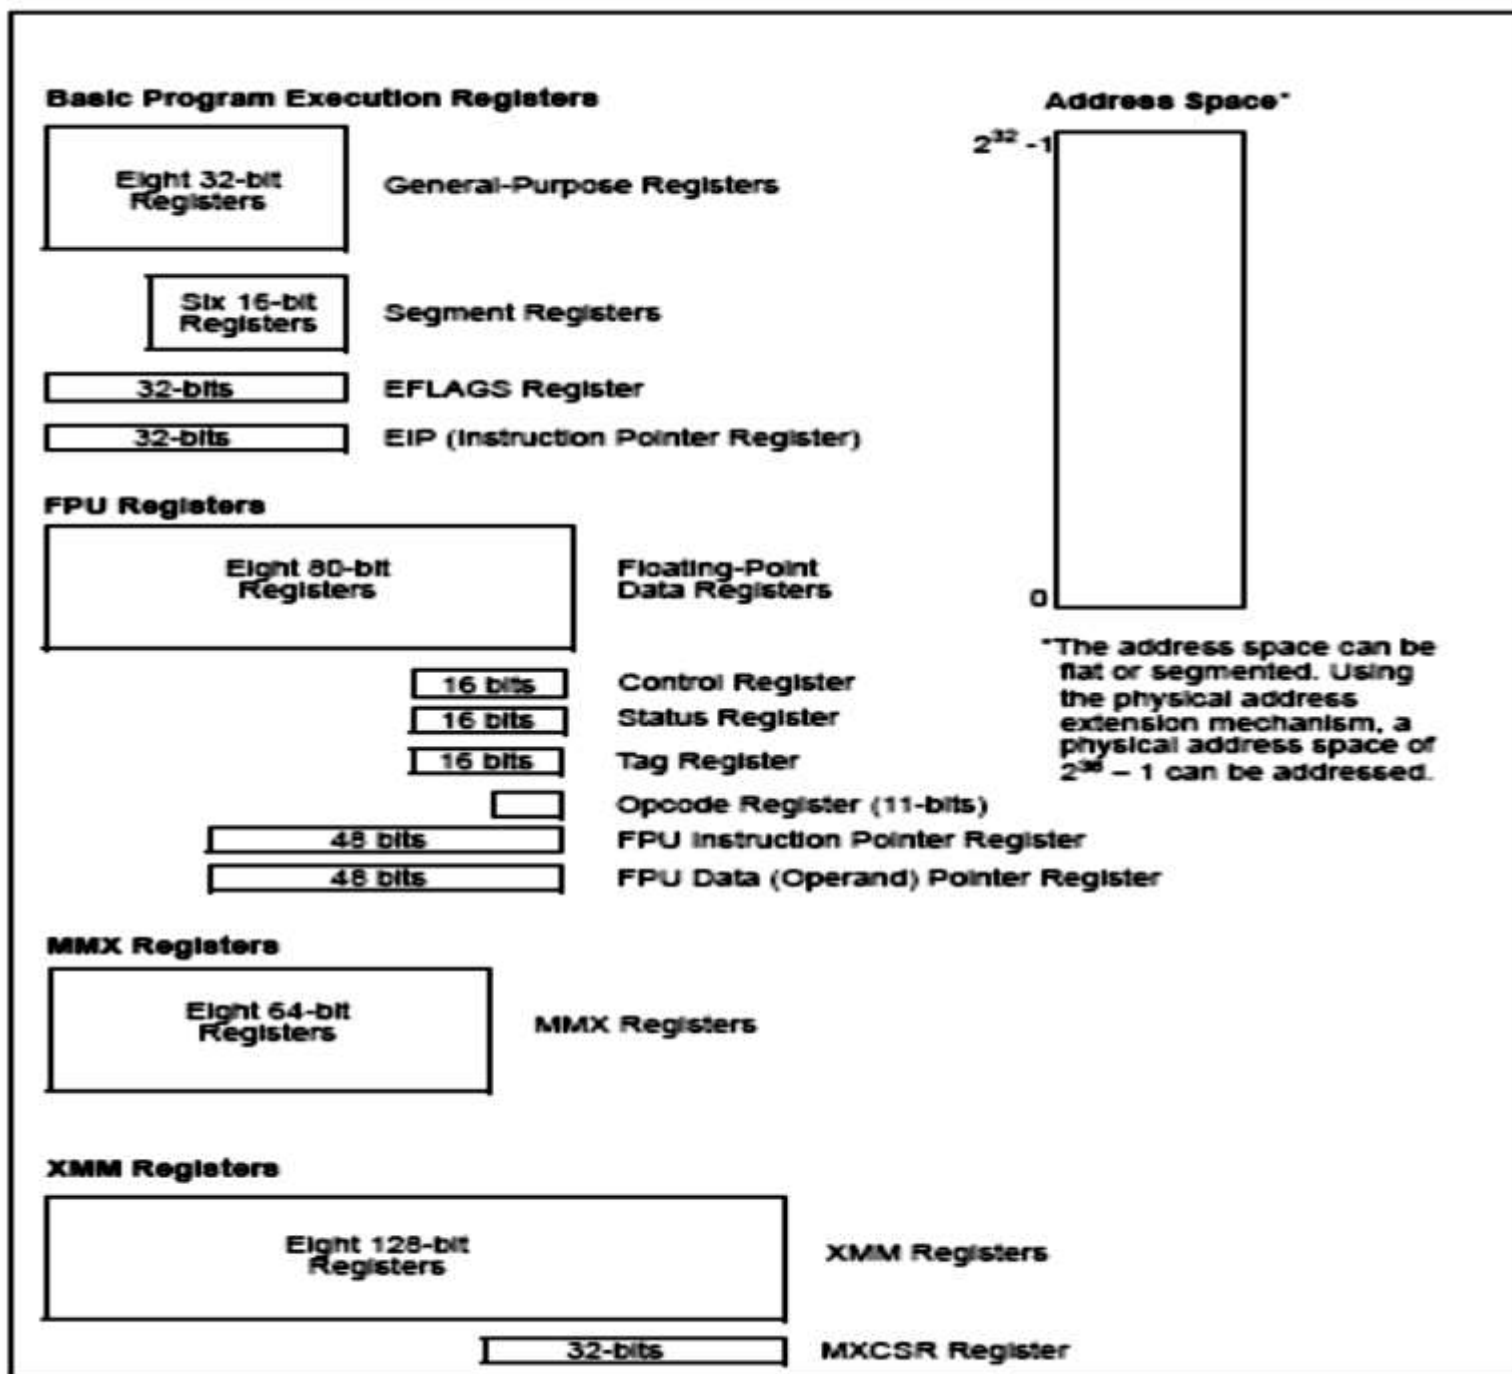 Basic Program Execution Registers
Eight 32-bit
Registers
General-Purpose Registers
Six 16-bit
Registers
Segment Registers
32-bits
EFLAGS Register
32-bits
EIP (Instruction Pointer Register)
FPU Registers
Eight 80-bit
Registers
Floating-Point
Data Registers
16 bits
Control Register
16 bits
Status Register
16 bits
Tag Register
Opcode Register (11-bits)
48 bits
FPU Instruction Pointer Register
48 bits
FPU Data (Operand) Pointer Register
MMX Registers
Eight 64-bit
Registers
MMX Registers
XMM Registers
Eight 128-bit
Registers
XMM Registers
32-bits
MXCSR Register
Address Space*
2^32 -1
0
*The address space can be
flat or segmented. Using
the physical address
extension mechanism, a
physical address space of
2^36 – 1 can be addressed.